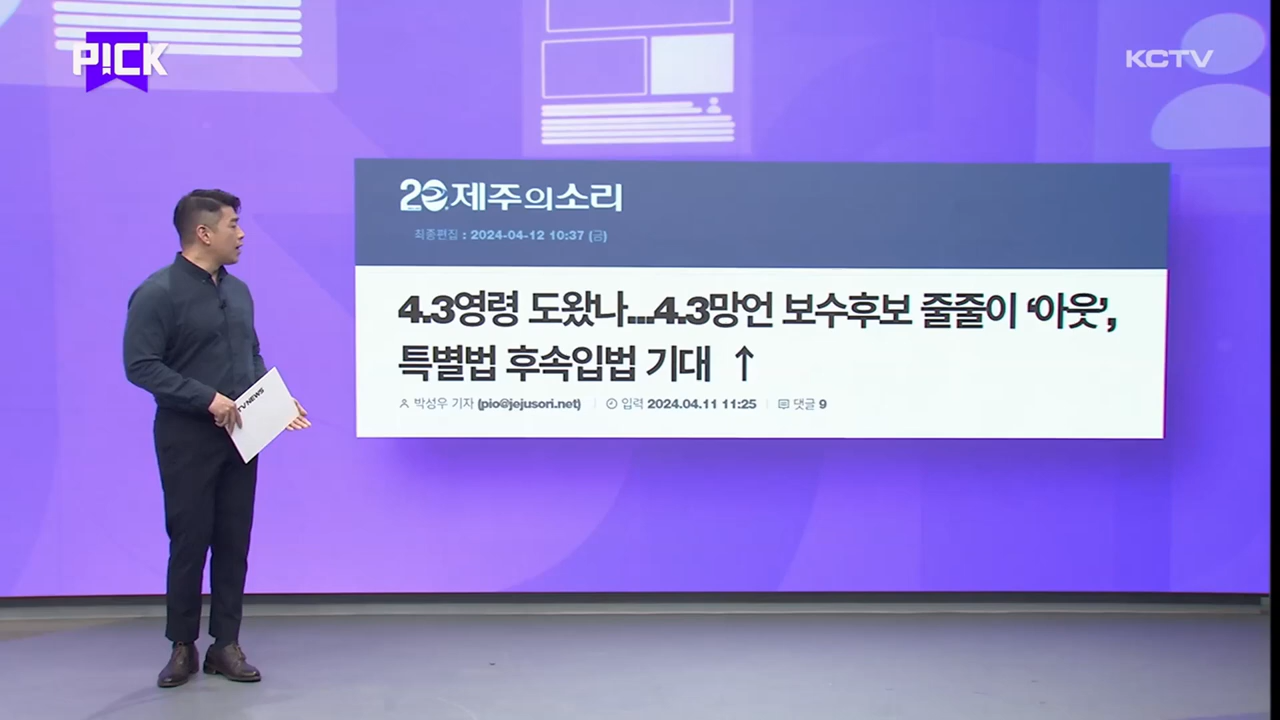 PICK
KCTV
20 제주의소리
최종편집 : 2024-04-12 10:37 (금)
4.3영령 도왔나...4.3망언 보수후보 줄줄이 ‘아웃’,
특별법 후속입법 기대 ↑
박성우 기자 (pio@jejusori.net) 입력 2024.04.11 11:25 댓글 9
TV NEWS